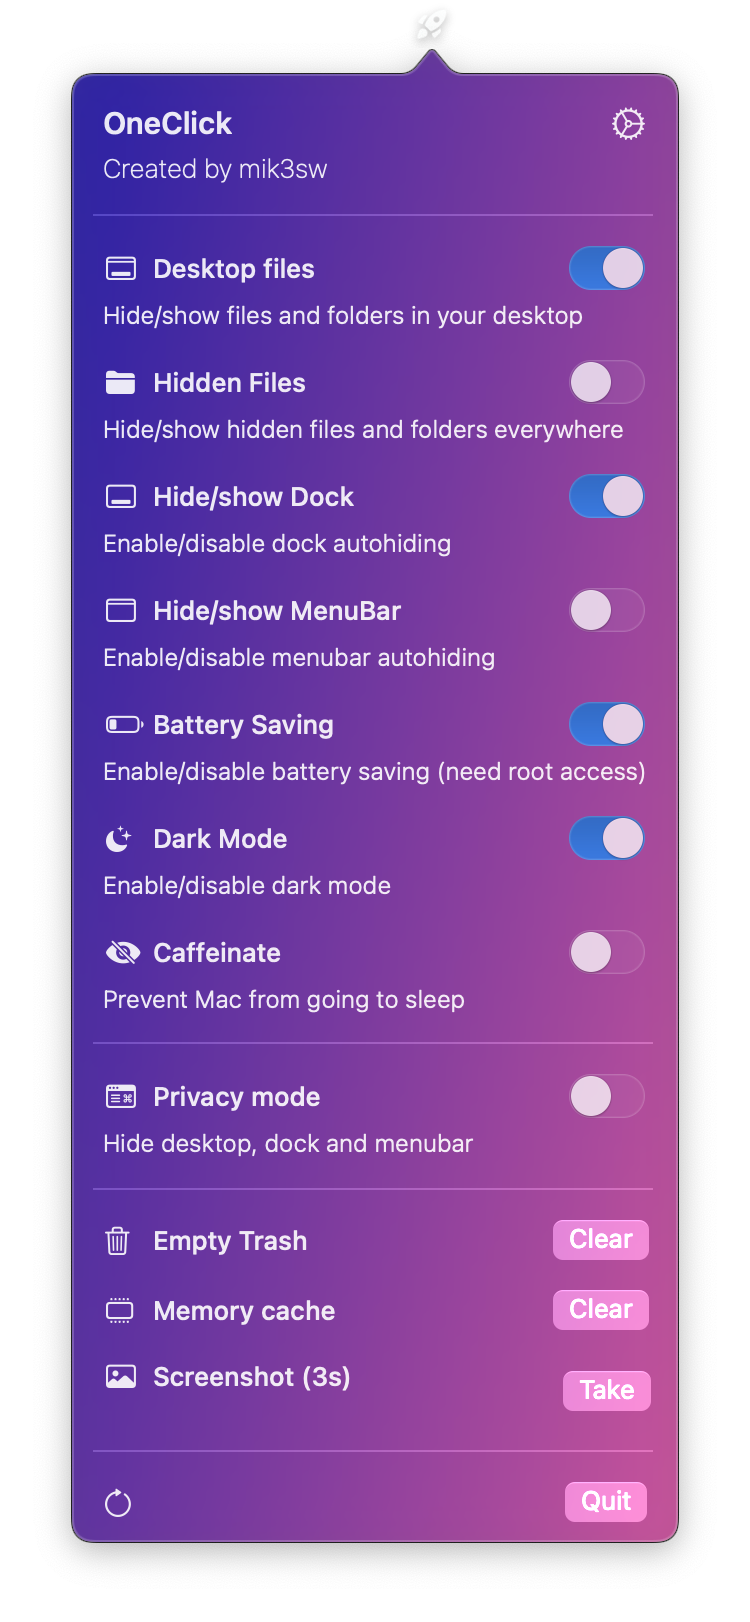 OneClick
Created by mik3sw
Desktop files
Hide/show files and folders in your desktop
Hidden Files
Hide/show hidden files and folders everywhere
Hide/show Dock
Enable/disable dock autohiding
Hide/show MenuBar
Enable/disable menubar autohiding
Battery Saving
Enable/disable battery saving (need root access)
Dark Mode
Enable/disable dark mode
Caffeinate
Prevent Mac from going to sleep
Privacy mode
Hide desktop, dock and menubar
Empty Trash Clear
Memory cache Clear
Screenshot (3s) Take
Quit